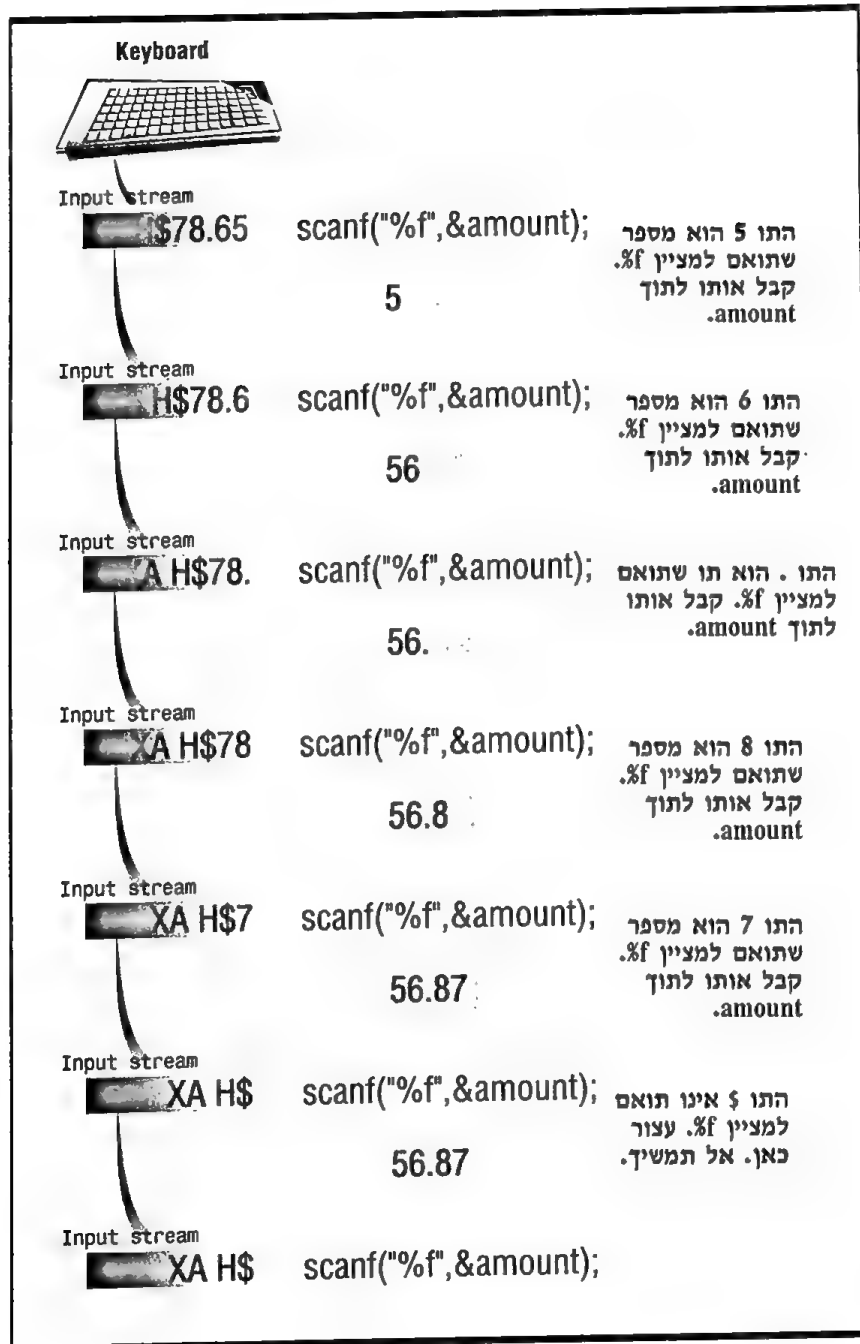 Keyboard
Input stream
$78.65
scanf("%f",&amount);
5
התו 5 הוא מספר
שתואם למציין %f.
קבל אותו לתוך
amount.
Input stream
H$78.6
scanf("%f",&amount);
56
התו 6 הוא מספר
שתואם למציין %f.
קבל אותו לתוך
amount.
Input stream
A H$78.
scanf("%f",&amount);
56.
התו . הוא תו שתואם
למציין %f. קבל אותו
לתוך amount.
Input stream
XA H$78
scanf("%f",&amount);
56.8
התו 8 הוא מספר
שתואם למציין %f.
קבל אותו לתוך
amount.
Input stream
XA H$7
scanf("%f",&amount);
56.87
התו 7 הוא מספר
שתואם למציין %f.
קבל אותו לתוך
amount.
Input stream
XA H$
scanf("%f",&amount);
56.87
התו $ אינו תואם
למציין %f. עצור
כאן. אל תמשיך.
Input stream
XA H$
scanf("%f",&amount);